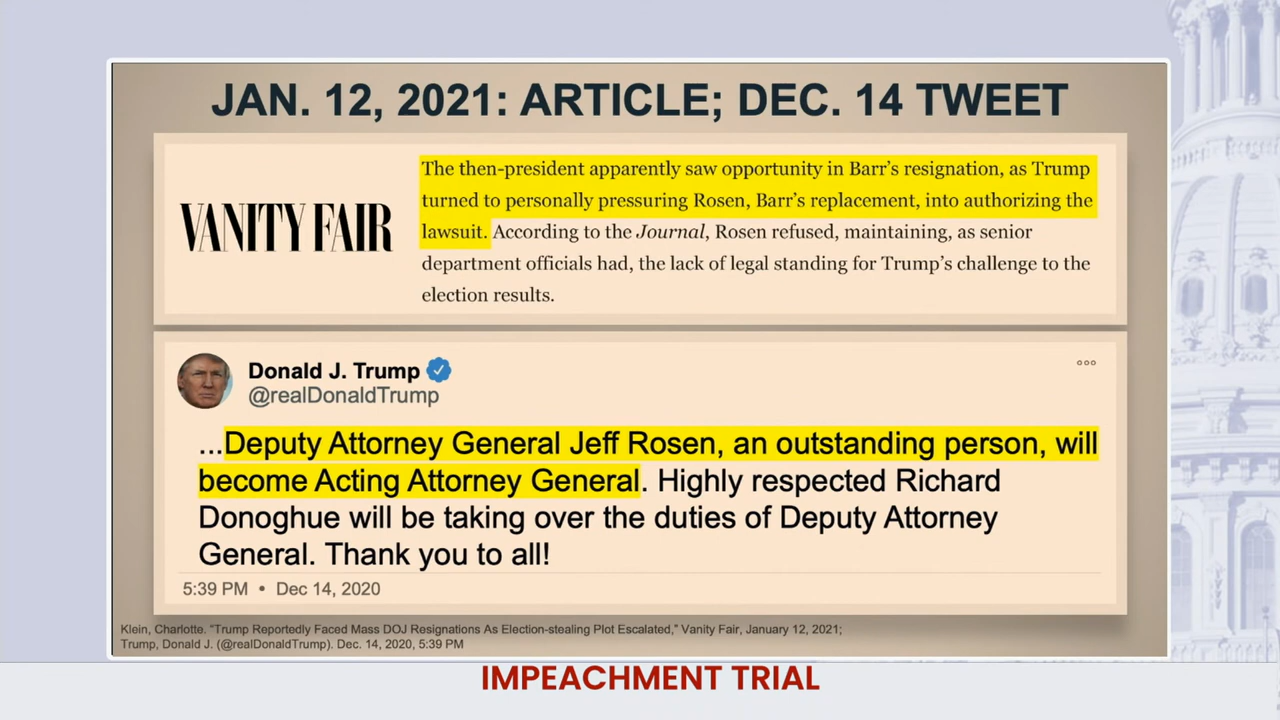 JAN. 12, 2021: ARTICLE; DEC. 14 TWEET
VANITY FAIR
The then-president apparently saw opportunity in Barr’s resignation, as Trump
turned to personally pressuring Rosen, Barr’s replacement, into authorizing the
lawsuit. According to the Journal, Rosen refused, maintaining, as senior
department officials had, the lack of legal standing for Trump’s challenge to the
election results.
Donald J. Trump
@realDonaldTrump
...Deputy Attorney General Jeff Rosen, an outstanding person, will
become Acting Attorney General. Highly respected Richard
Donoghue will be taking over the duties of Deputy Attorney
General. Thank you to all!
5:39 PM • Dec 14, 2020
Klein, Charlotte. "Trump Reportedly Faced Mass DOJ Resignations As Election-stealing Plot Escalated," Vanity Fair, January 12, 2021;
Trump, Donald J. (@realDonaldTrump). Dec. 14, 2020, 5:39 PM
IMPEACHMENT TRIAL